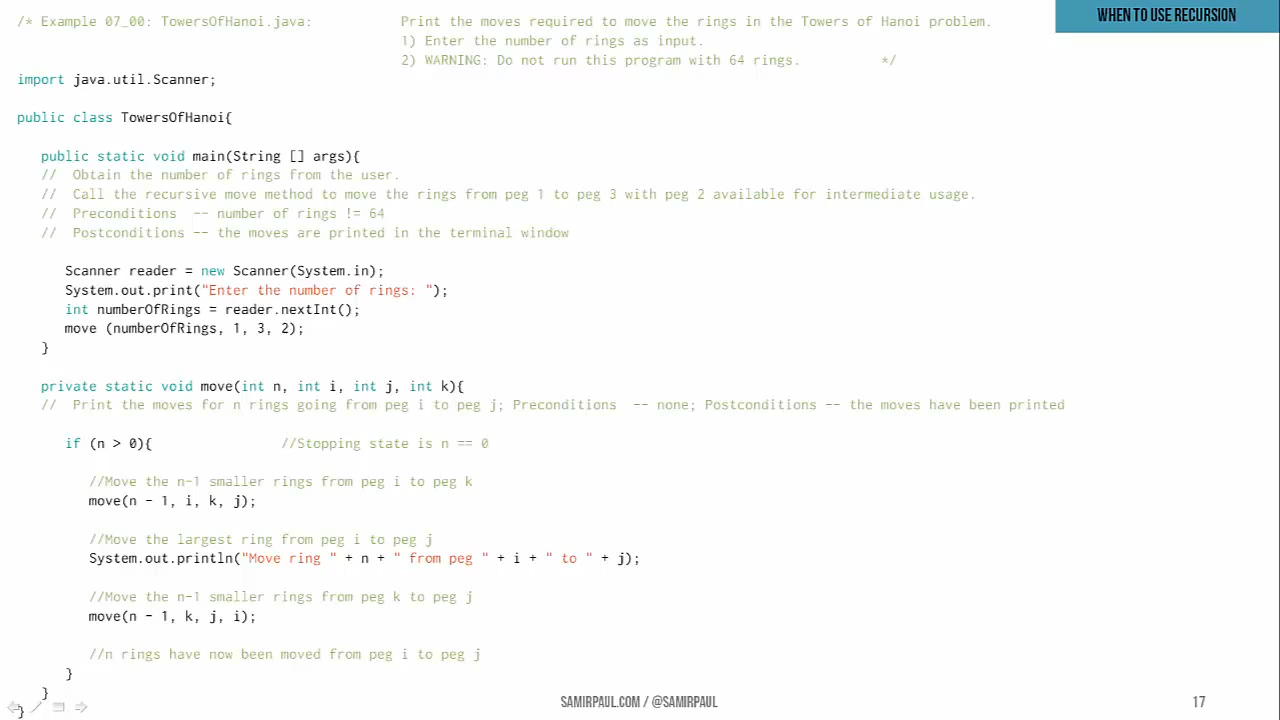 WHEN TO USE RECURSION
/* Example 07_00: TowersOfHanoi.java: Print the moves required to move the rings in the Towers of Hanoi problem.
1) Enter the number of rings as input.
2) WARNING: Do not run this program with 64 rings. */
import java.util.Scanner;
public class TowersOfHanoi{
public static void main(String [] args){
// Obtain the number of rings from the user.
// Call the recursive move method to move the rings from peg 1 to peg 3 with peg 2 available for intermediate usage.
// Preconditions -- number of rings != 64
// Postconditions -- the moves are printed in the terminal window
Scanner reader = new Scanner(System.in);
System.out.print("Enter the number of rings: ");
int numberOfRings = reader.nextInt();
move (numberOfRings, 1, 3, 2);
}
private static void move(int n, int i, int j, int k){
// Print the moves for n rings going from peg i to peg j; Preconditions -- none; Postconditions -- the moves have been printed
if (n > 0){ //Stopping state is n == 0
//Move the n-1 smaller rings from peg i to peg k
move(n - 1, i, k, j);
//Move the largest ring from peg i to peg j
System.out.println("Move ring " + n + " from peg " + i + " to " + j);
//Move the n-1 smaller rings from peg k to peg j
move(n - 1, k, j, i);
//n rings have now been moved from peg i to peg j
}
}
}
SAMIRPAUL.COM / @SAMIRPAUL
17